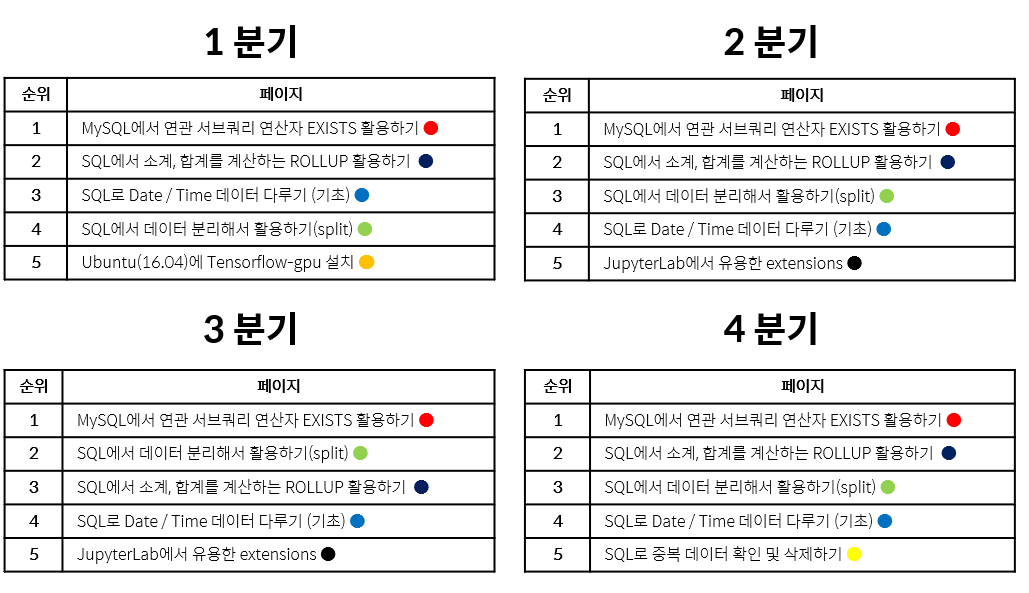 1 분기
순위 페이지
1 MySQL에서 연관 서브쿼리 연산자 EXISTS 활용하기
2 SQL에서 소계, 합계를 계산하는 ROLLUP 활용하기
3 SQL로 Date / Time 데이터 다루기 (기초)
4 SQL에서 데이터 분리해서 활용하기(split)
5 Ubuntu(16.04)에 Tensorflow-gpu 설치
2 분기
순위 페이지
1 MySQL에서 연관 서브쿼리 연산자 EXISTS 활용하기
2 SQL에서 소계, 합계를 계산하는 ROLLUP 활용하기
3 SQL에서 데이터 분리해서 활용하기(split)
4 SQL로 Date / Time 데이터 다루기 (기초)
5 JupyterLab에서 유용한 extensions
3 분기
순위 페이지
1 MySQL에서 연관 서브쿼리 연산자 EXISTS 활용하기
2 SQL에서 데이터 분리해서 활용하기(split)
3 SQL에서 소계, 합계를 계산하는 ROLLUP 활용하기
4 SQL로 Date / Time 데이터 다루기 (기초)
5 JupyterLab에서 유용한 extensions
4 분기
순위 페이지
1 MySQL에서 연관 서브쿼리 연산자 EXISTS 활용하기
2 SQL에서 소계, 합계를 계산하는 ROLLUP 활용하기
3 SQL에서 데이터 분리해서 활용하기(split)
4 SQL로 Date / Time 데이터 다루기 (기초)
5 SQL로 중복 데이터 확인 및 삭제하기